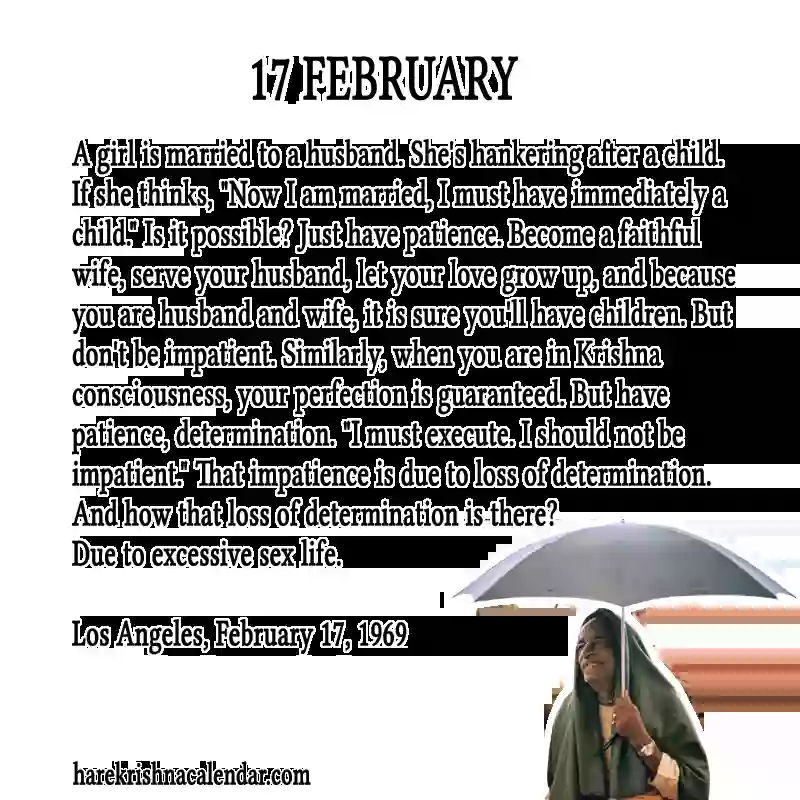 17 FEBRUARY
A girl is married to a husband. She's hankering after a child.
If she thinks, "Now I am married, I must have immediately a
child." Is it possible? Just have patience. Become a faithful
wife, serve your husband, let your love grow up, and because
you are husband and wife, it is sure you'll have children. But
don't be impatient. Similarly, when you are in Krishna
consciousness, your perfection is guaranteed. But have
patience, determination. "I must execute. I should not be
impatient." That impatience is due to loss of determination.
And how that loss of determination is there?
Due to excessive sex life.
Los Angeles, February 17, 1969
harekrishnacalendar.com